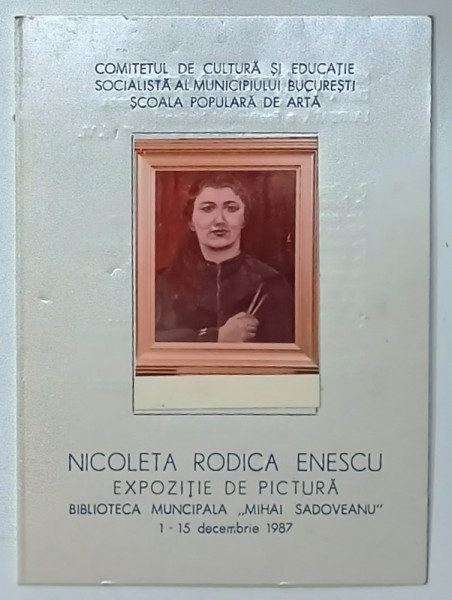 COMITETUL DE CULTURĂ ȘI EDUCAȚIE
SOCIALISTĂ AL MUNICIPIULUI BUCUREȘTI
ȘCOALA POPULARĂ DE ARTĂ
NICOLETA RODICA ENESCU
EXPOZIȚIE DE PICTURĂ
BIBLIOTECA MUNCIPALA „MIHAI SADOVEANU"
1 - 15 decembrie 1987